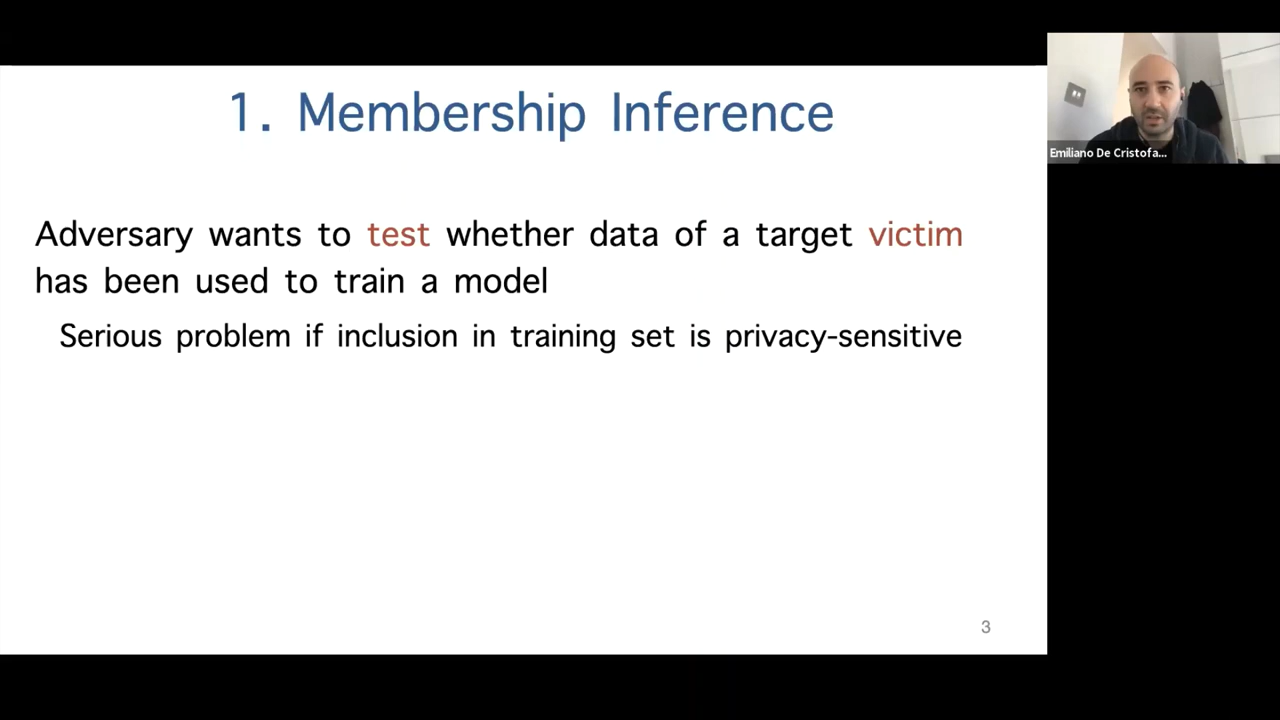 1. Membership Inference
Adversary wants to test whether data of a target victim
has been used to train a model
Serious problem if inclusion in training set is privacy-sensitive
3
Emiliano De Cristofa...